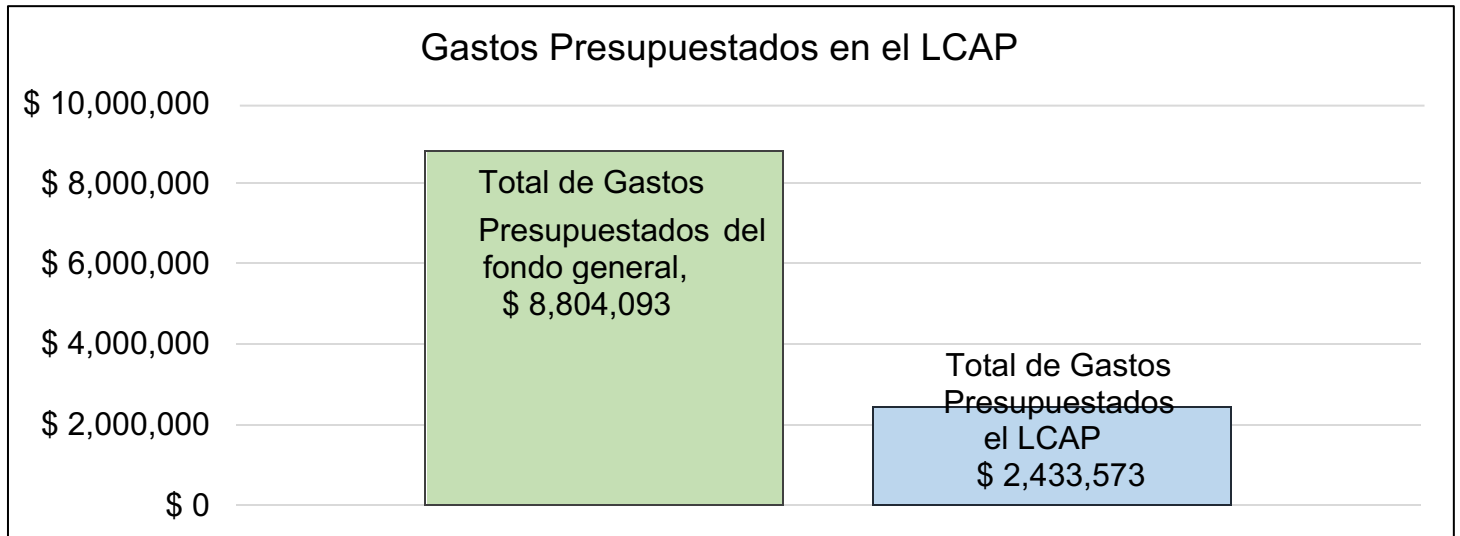 Gastos Presupuestados en el LCAP
$ 10,000,000
$ 8,000,000
$ 6,000,000
$ 4,000,000
$ 2,000,000
$ 0
Total de Gastos
Presupuestados del
fondo general,
$ 8,804,093
Total de Gastos
Presupuestados
el LCAP
$ 2,433,573